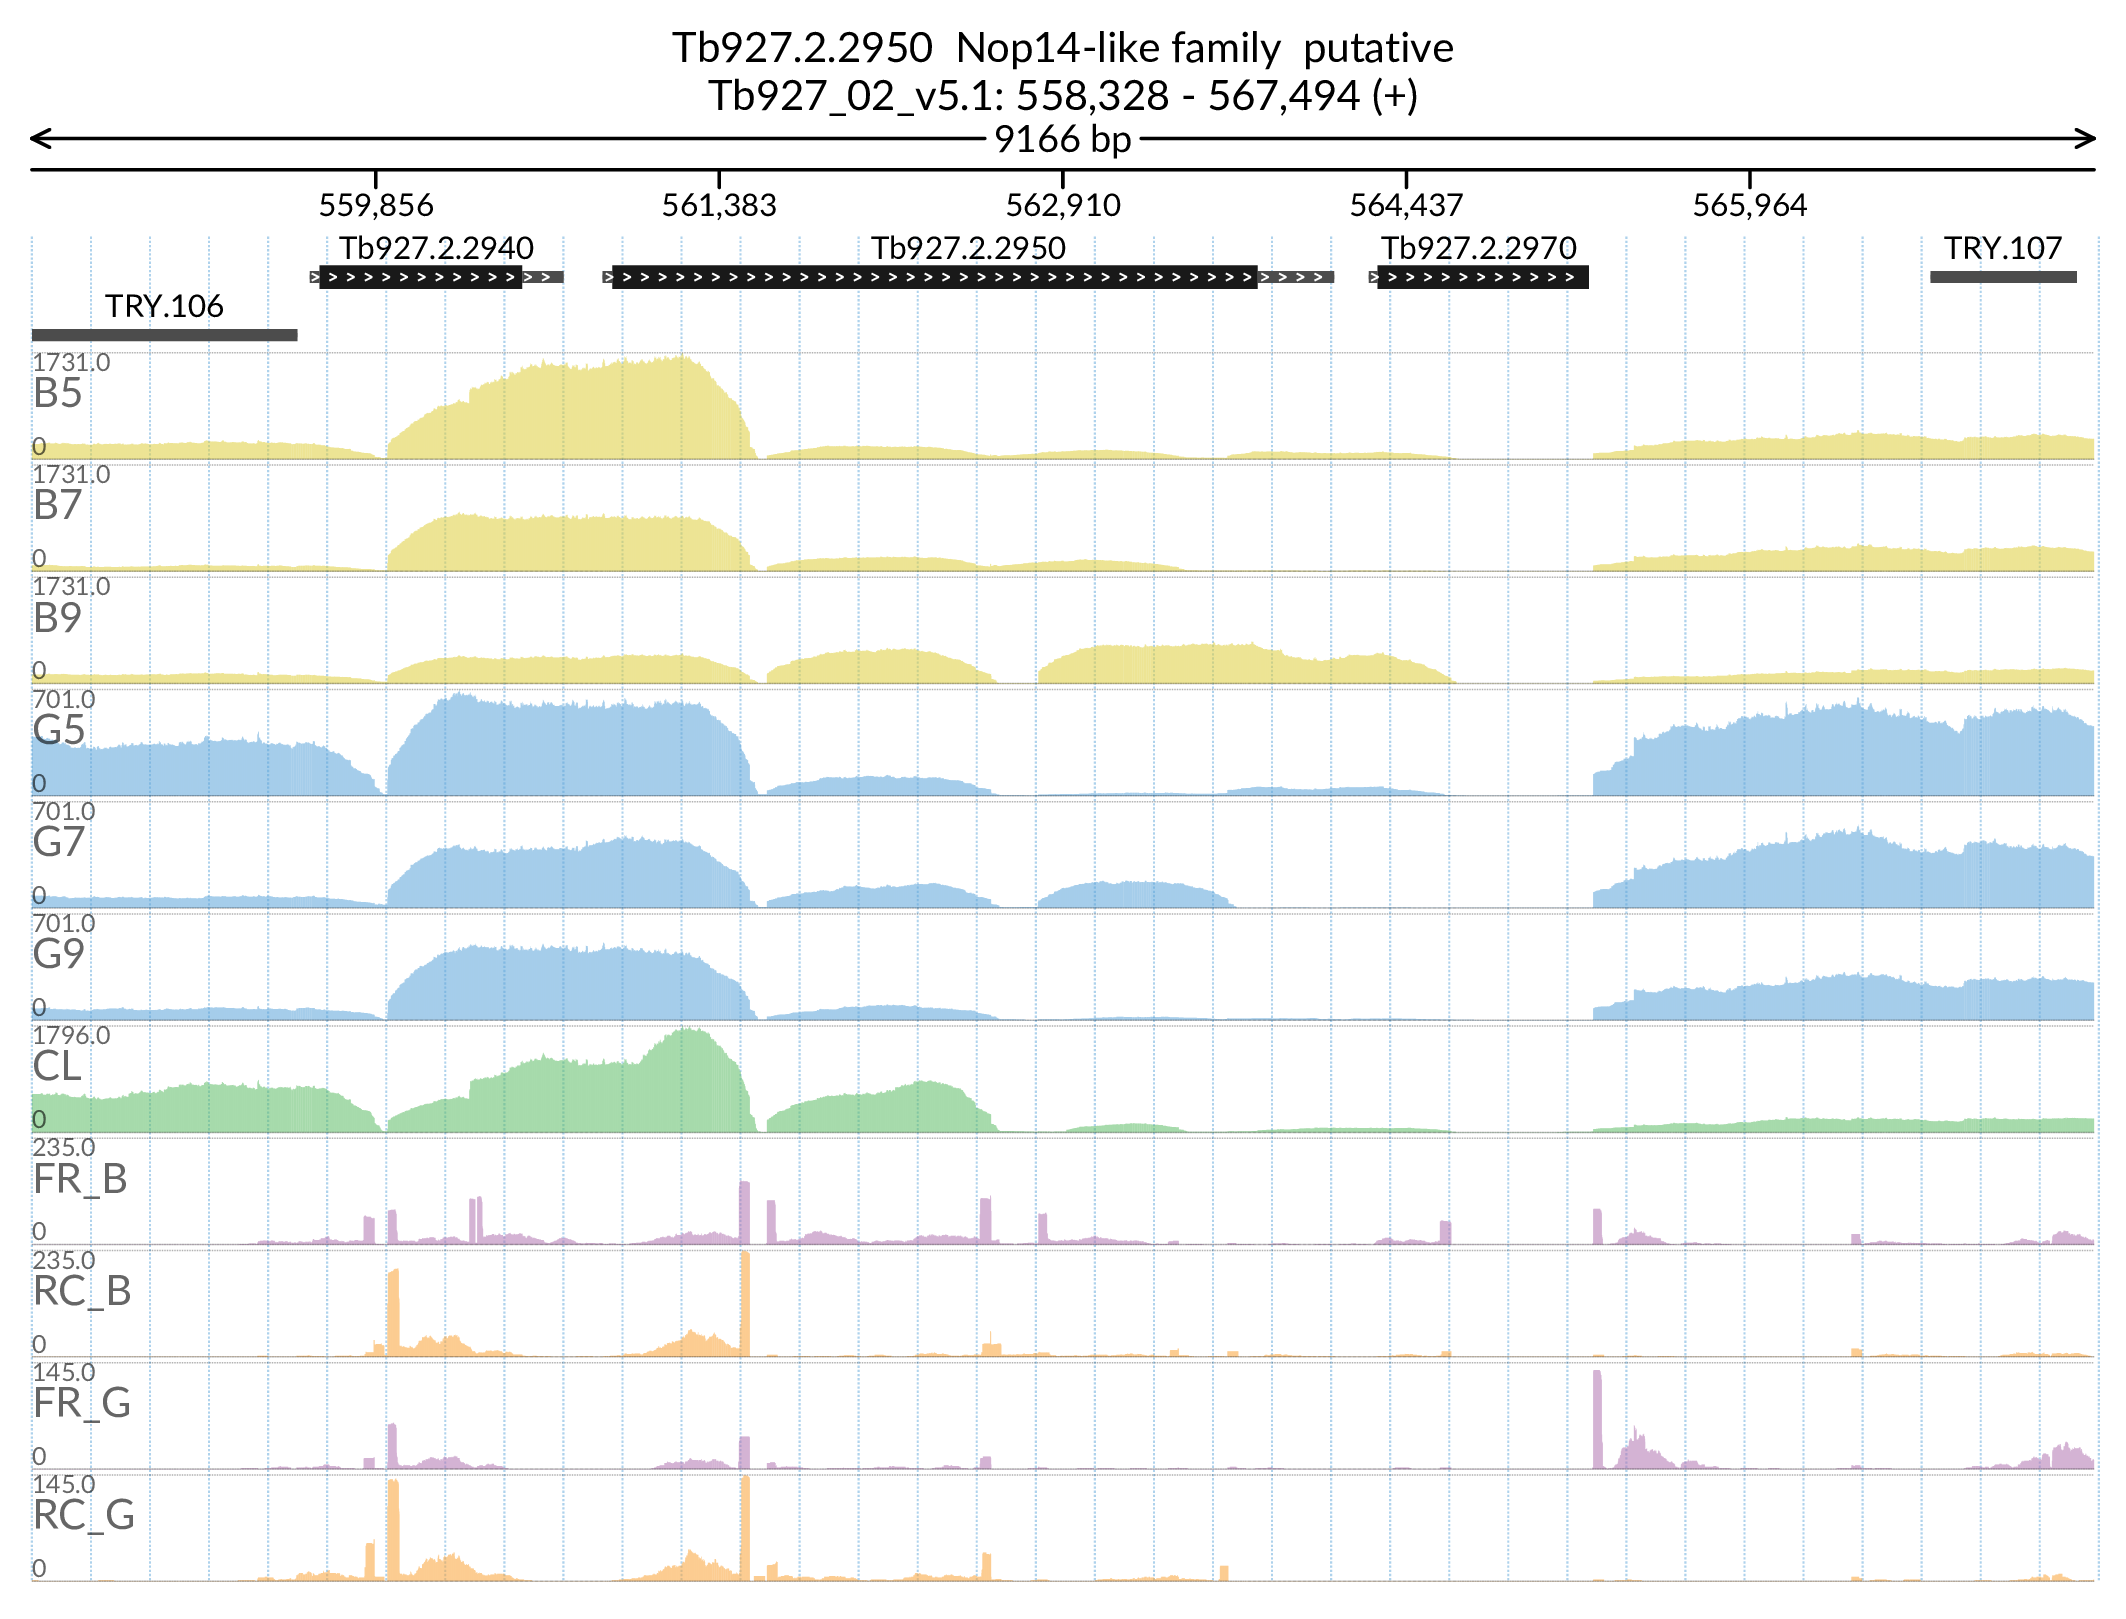 Tb927.2.2950  Nop14-like family  putative
Tb927_02_v5.1: 558,328 - 567,494 (+)
9166 bp
559,856 561,383 562,910 564,437 565,964
Tb927.2.2940 Tb927.2.2950 Tb927.2.2970 TRY.107
TRY.106
1731.0
B5
0
1731.0
B7
0
1731.0
B9
0
701.0
G5
0
701.0
G7
0
701.0
G9
0
1796.0
CL
0
235.0
FR_B
0
235.0
RC_B
0
145.0
FR_G
0
145.0
RC_G
0